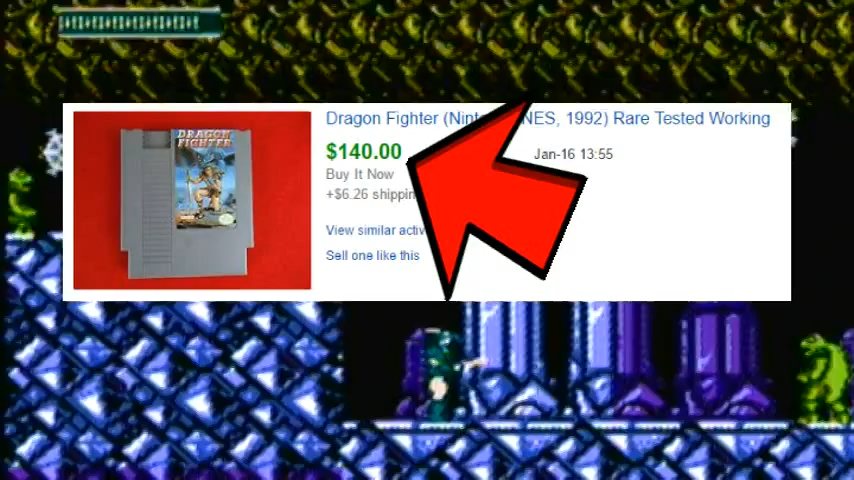 DRAGON
FIGHTER
Dragon Fighter (Ninte NES, 1992) Rare Tested Working
$140.00
Jan-16 13:55
Buy It Now
+$6.26 shippin
View similar activ
Sell one like this